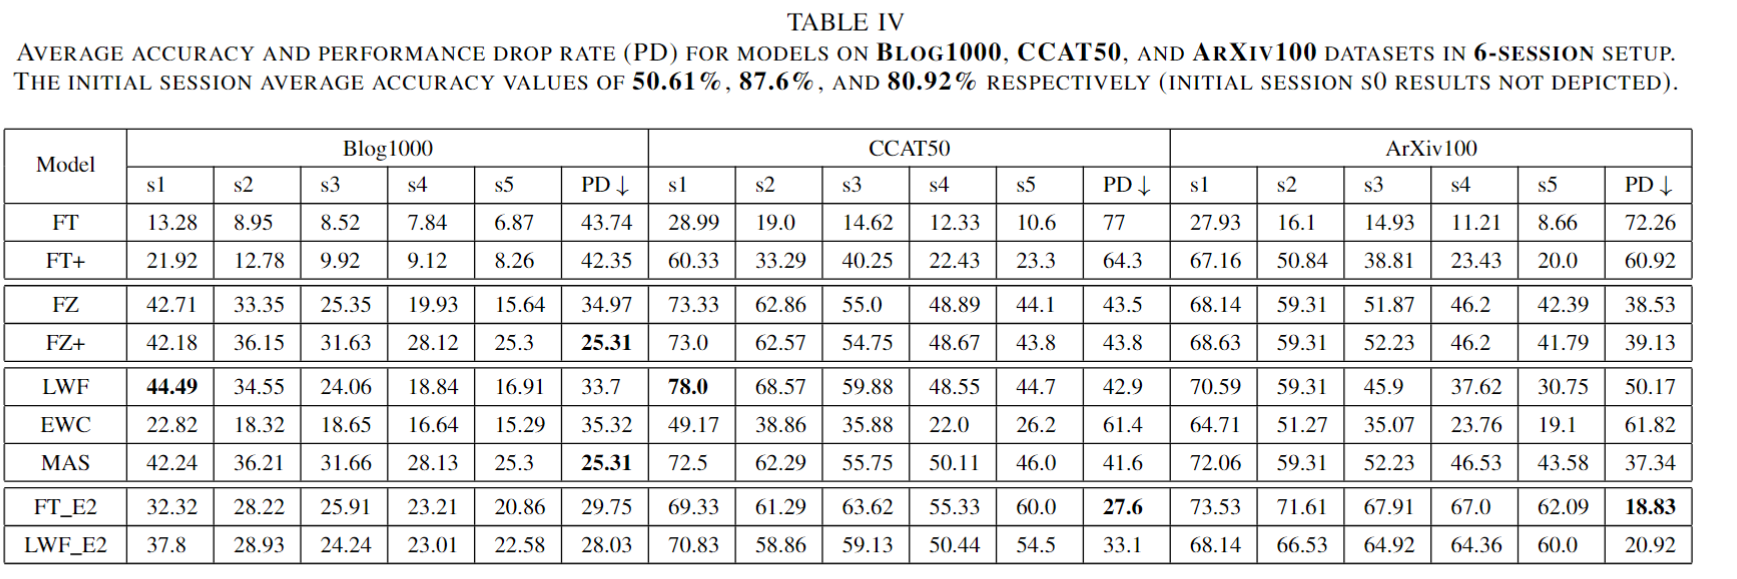 TABLE IV
AVERAGE ACCURACY AND PERFORMANCE DROP RATE (PD) FOR MODELS ON BLOG1000, CCAT50, AND ARXIV100 DATASETS IN 6-SESSION SETUP.
THE INITIAL SESSION AVERAGE ACCURACY VALUES OF 50.61%, 87.6%, AND 80.92% RESPECTIVELY (INITIAL SESSION S0 RESULTS NOT DEPICTED).
Model Blog1000 CCAT50 ArXiv100
s1 s2 s3 s4 s5 PD ↓ s1 s2 s3 s4 s5 PD ↓ s1 s2 s3 s4 s5 PD ↓
FT 13.28 8.95 8.52 7.84 6.87 43.74 28.99 19.0 14.62 12.33 10.6 77 27.93 16.1 14.93 11.21 8.66 72.26
FT+ 21.92 12.78 9.92 9.12 8.26 42.35 60.33 33.29 40.25 22.43 23.3 64.3 67.16 50.84 38.81 23.43 20.0 60.92
FZ 42.71 33.35 25.35 19.93 15.64 34.97 73.33 62.86 55.0 48.89 44.1 43.5 68.14 59.31 51.87 46.2 42.39 38.53
FZ+ 42.18 36.15 31.63 28.12 25.3 25.31 73.0 62.57 54.75 48.67 43.8 43.8 68.63 59.31 52.23 46.2 41.79 39.13
LWF 44.49 34.55 24.06 18.84 16.91 33.7 78.0 68.57 59.88 48.55 44.7 42.9 70.59 59.31 45.9 37.62 30.75 50.17
EWC 22.82 18.32 18.65 16.64 15.29 35.32 49.17 38.86 35.88 22.0 26.2 61.4 64.71 51.27 35.07 23.76 19.1 61.82
MAS 42.24 36.21 31.66 28.13 25.3 25.31 72.5 62.29 55.75 50.11 46.0 41.6 72.06 59.31 52.23 46.53 43.58 37.34
FT_E2 32.32 28.22 25.91 23.21 20.86 29.75 69.33 61.29 63.62 55.33 60.0 27.6 73.53 71.61 67.91 67.0 62.09 18.83
LWF_E2 37.8 28.93 24.24 23.01 22.58 28.03 70.83 58.86 59.13 50.44 54.5 33.1 68.14 66.53 64.92 64.36 60.0 20.92